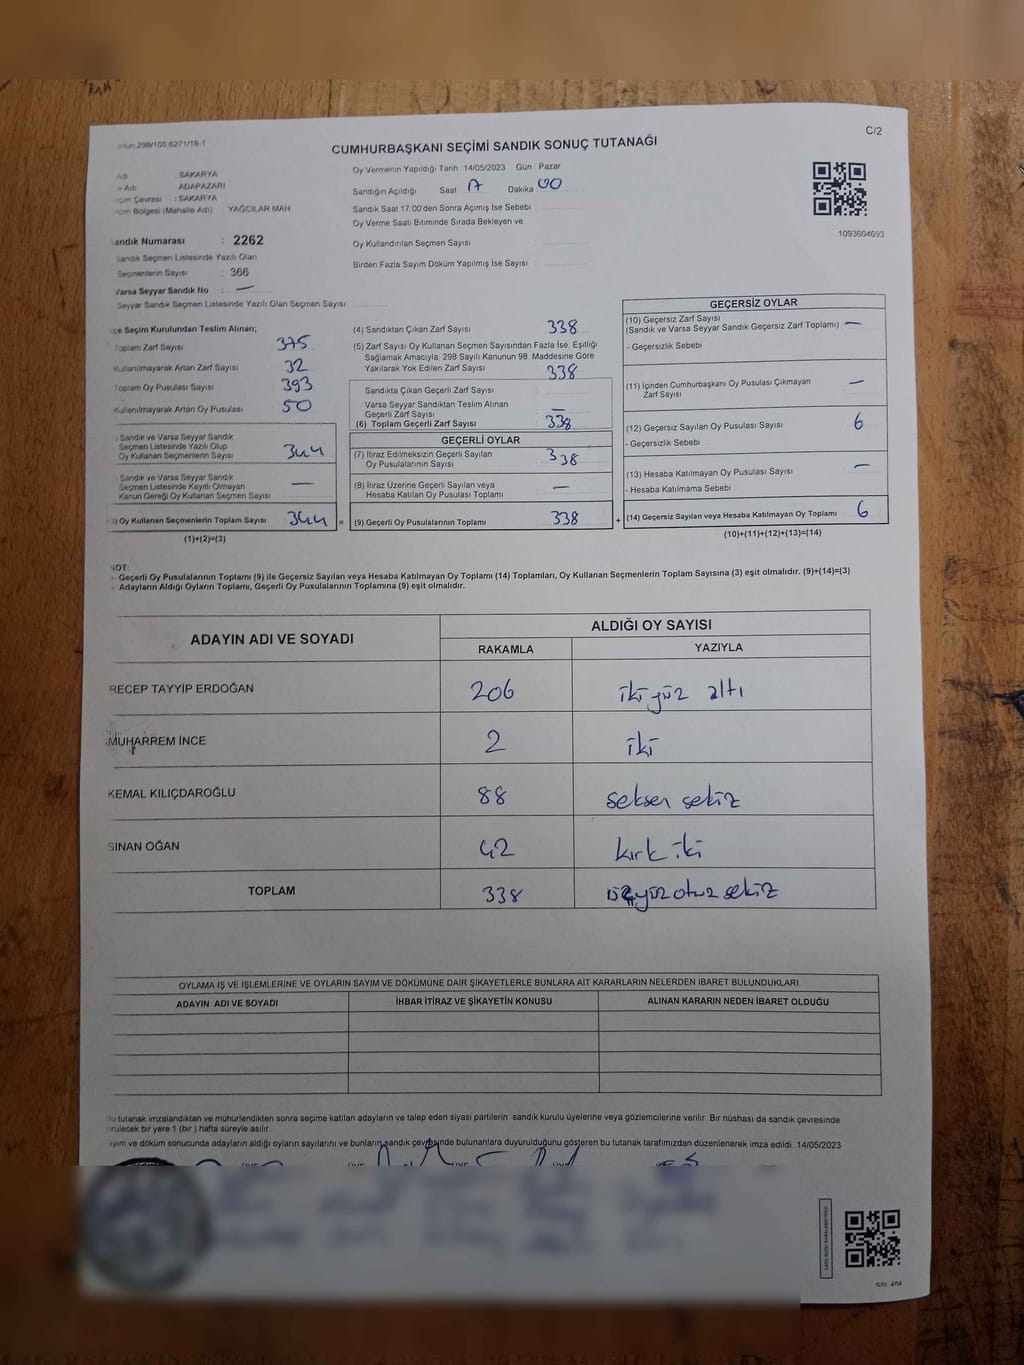 298/105;6271/18-1
C/2
CUMHURBAŞKANI SEÇİMİ SANDIK SONUÇ TUTANAĞI
Oy Vermenin Yapıldığı Tarih 14/05/2023 Gün : Pazar
Adı : SAKARYA
Adı : ADAPAZARI
Çevresi : SAKARYA
Bölgesi (Mahalle Adı) YAĞCILAR MAH
Sandığın Açıldığı Saat Dakika 00
Sandık Saat 17:00'den Sonra Açımış İse Sebebi
Oy Verme Saati Bitiminde Sırada Bekleyen ve
Oy Kullandırılan Seçmen Sayısı
Birden Fazla Sayım Döküm Yapılmış İse Sayısı
1093604693
Sandık Numarası : 2262
Sandık Seçmen Listesinde Yazılı Olan
Seçmenlerin Sayısı : 366
Varsa Seyyar Sandık No : —
Seyyar Sandık Seçmen Listesinde Yazılı Olan Seçmen Sayısı:
Seçim Kurulundan Teslim Alınan;
Toplam Zarf Sayısı 375
Kullanılmayarak Artan Zarf Sayısı 32
Toplam Oy Pusulası Sayısı 393
Kullanılmayarak Artan Oy Pusulası 50
Sandık ve Varsa Seyyar Sandık
Seçmen Listesinde Yazılı Olup
Oy Kullanan Seçmenlerin Sayısı 344
Sandık ve Varsa Seyyar Sandık
Seçmen Listesinde Kayıtlı Olmayan
Kanun Gereği Oy Kullanan Seçmen Sayısı —
Oy Kullanan Seçmenlerin Toplam Sayısı 344 =
(1)+(2)=(3)
(4) Sandıktan Çıkan Zarf Sayısı 338
(5) Zarf Sayısı Oy Kullanan Seçmen Sayısından Fazla İse, Eşitliği
Sağlamak Amacıyla, 298 Sayılı Kanunun 98. Maddesine Göre
Yakılarak Yok Edilen Zarf Sayısı 338
Sandıkta Çıkan Geçerli Zarf Sayısı
Varsa Seyyar Sandıktan Teslim Alınan
Geçerli Zarf Sayısı —
(6) Toplam Geçerli Zarf Sayısı 338
GEÇERLİ OYLAR
(7) İtiraz Edilmeksizin Geçerli Sayılan
Oy Pusulalarının Sayısı 338
(8) İtiraz Üzerine Geçerli Sayılan veya
Hesaba Katılan Oy Pusulası Toplamı —
(9) Geçerli Oy Pusulalarının Toplamı 338 +
GEÇERSİZ OYLAR
(10) Geçersiz Zarf Sayısı
(Sandık ve Varsa Seyyar Sandık Geçersiz Zarf Toplamı) —
- Geçersizlik Sebebi
(11) İçinden Cumhurbaşkanı Oy Pusulası Çıkmayan
Zarf Sayısı —
(12) Geçersiz Sayılan Oy Pusulası Sayısı 6
- Geçersizlik Sebebi
(13) Hesaba Katılmayan Oy Pusulası Sayısı —
- Hesaba Katılmama Sebebi
(14) Geçersiz Sayılan veya Hesaba Katılmayan Oy Toplamı 6
(10)+(11)+(12)+(13)=(14)
NOT:
Geçerli Oy Pusulalarının Toplamı (9) ile Geçersiz Sayılan veya Hesaba Katılmayan Oy Toplamı (14) Toplamları, Oy Kullanan Seçmenlerin Toplam Sayısına (3) eşit olmalıdır. (9)+(14)=(3)
Adayların Aldığı Oyların Toplamı, Geçerli Oy Pusulalarının Toplamına (9) eşit olmalıdır.
ADAYIN ADI VE SOYADI ALDIĞI OY SAYISI
RAKAMLA YAZIYLA
RECEP TAYYİP ERDOĞAN 206 iki yüz altı
MUHARREM İNCE 2 iki
KEMAL KILIÇDAROĞLU 88 seksen sekiz
SİNAN OĞAN 42 kırk iki
TOPLAM 338 üçyüz otuz sekiz
OYLAMA İŞ VE İŞLEMLERİNE VE OYLARIN SAYIM VE DÖKÜMÜNE DAİR ŞİKAYETLERLE BUNLARA AİT KARARLARIN NELERDEN İBARET BULUNDUKLARI
ADAYIN ADI VE SOYADI İHBAR İTİRAZ VE ŞİKAYETİN KONUSU ALINAN KARARIN NEDEN İBARET OLDUĞU
Bu tutanak imzalandıktan ve mühürlendikten sonra seçime katılan adayların ve talep eden siyasi partilerin sandık kurulu üyelerine veya gözlemcilerine verilir. Bir nüshası da sandık çevresinde
bir yere 1 (bir) hafta süreyle asılır.
Sayım ve döküm sonucunda adayların aldığı oyların sayılarını ve bunların sandık çevresinde bulunanlara duyurulduğunu gösteren bu tutanak tarafımızdan düzenlenerek imza edildi. 14/05/2023